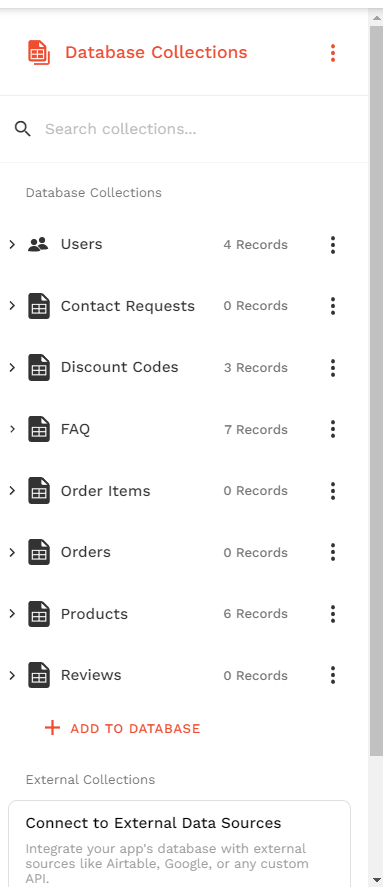 Database Collections
Search collections...
Database Collections
Users 4 Records
Contact Requests 0 Records
Discount Codes 3 Records
FAQ 7 Records
Order Items 0 Records
Orders 0 Records
Products 6 Records
Reviews 0 Records
ADD TO DATABASE
External Collections
Connect to External Data Sources
Integrate your app's database with external
sources like Airtable, Google, or any custom
API.